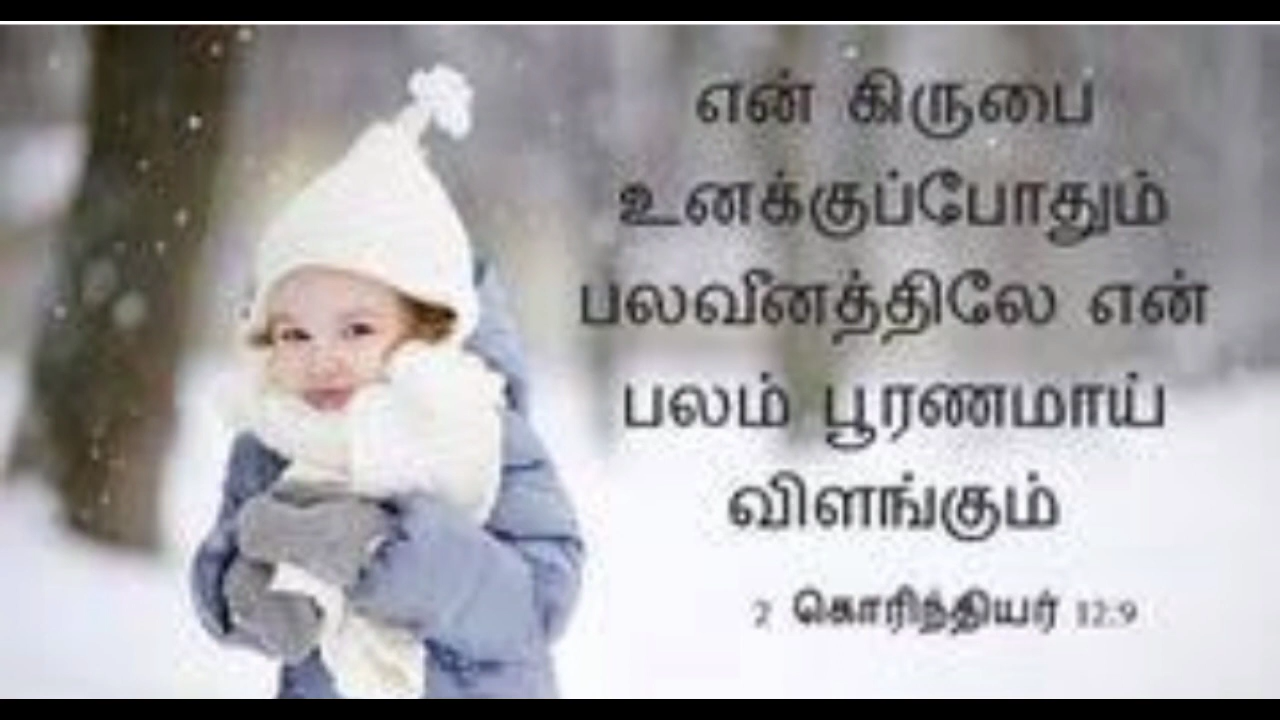 என் கிருபை
உனக்குப்போதும்
பலவீனத்திலே என்
பலம் பூரணமாய்
விளங்கும்
2 கொரிந்தியர் 12:9